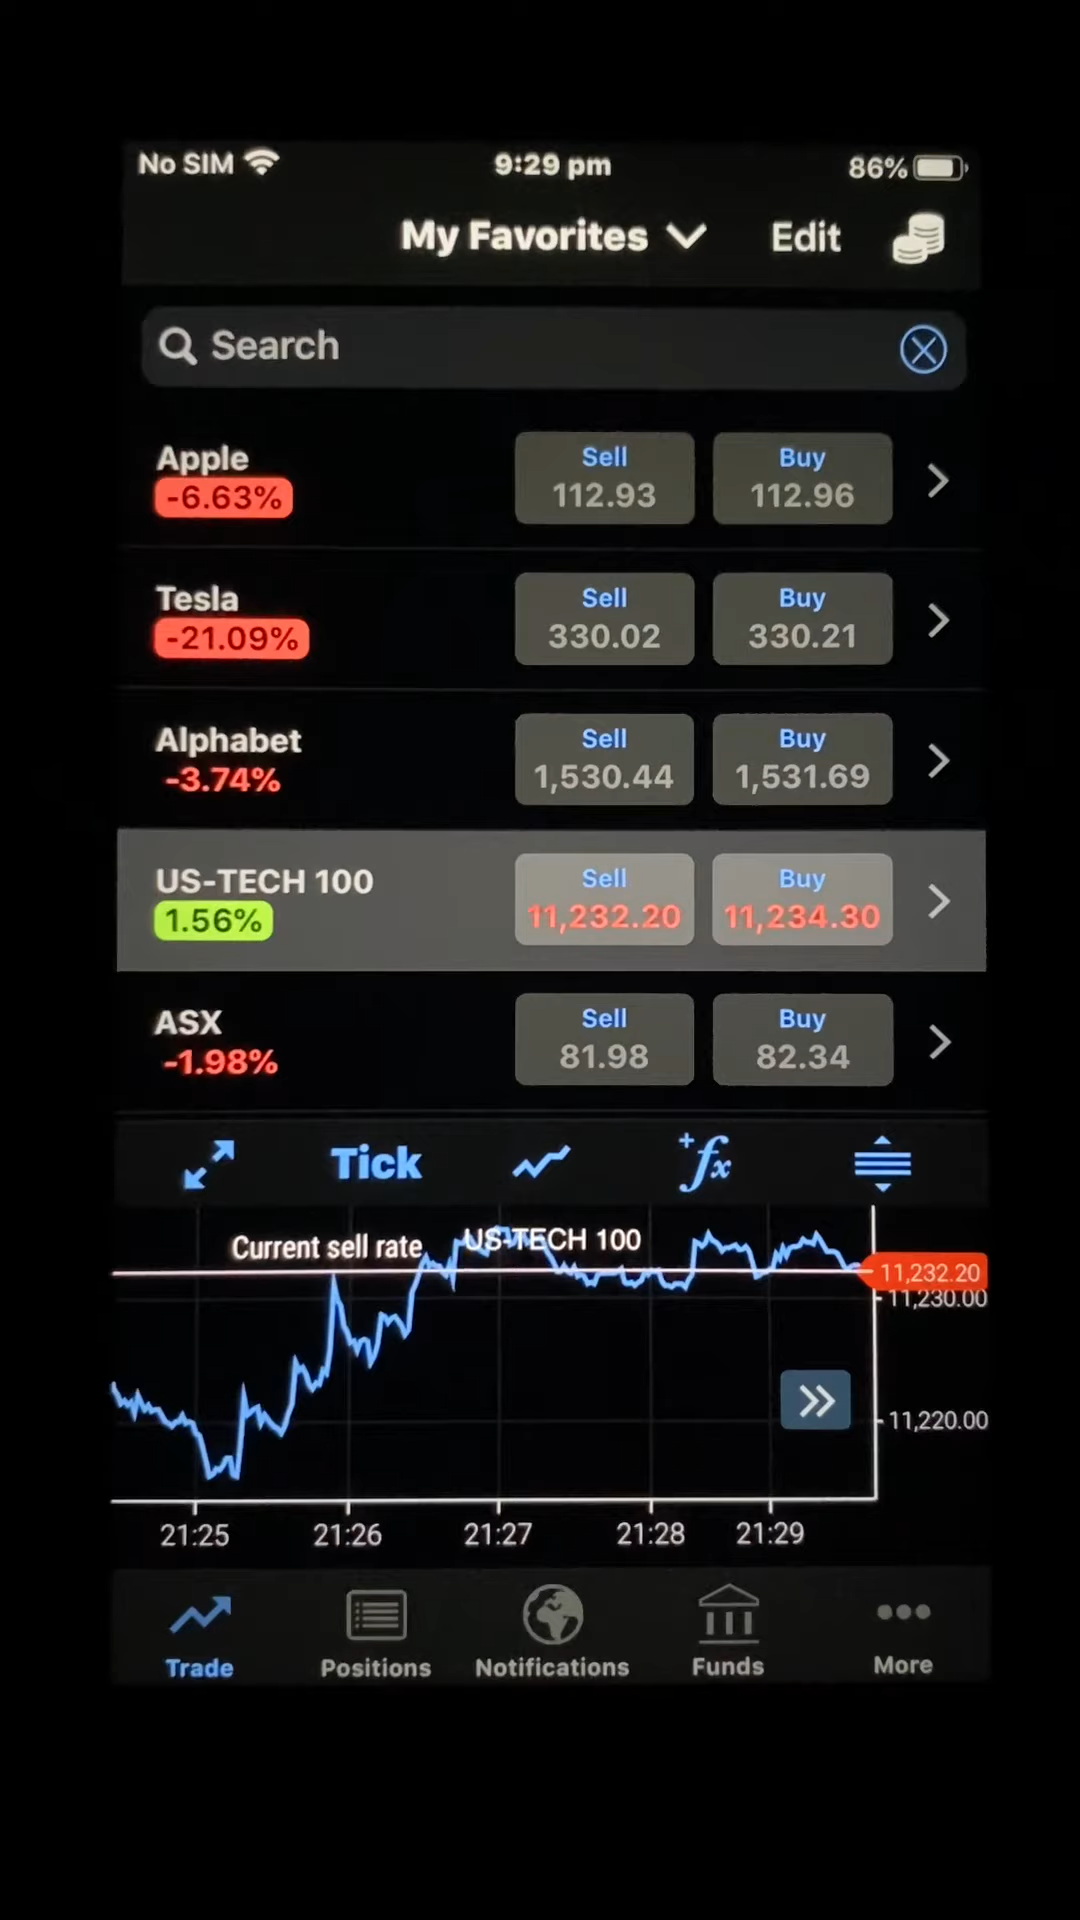 No SIM
9:29 pm
86%
My Favorites
Edit
Search
Apple
-6.63%
Sell
112.93
Buy
112.96
Tesla
-21.09%
Sell
330.02
Buy
330.21
Alphabet
-3.74%
Sell
1,530.44
Buy
1,531.69
US-TECH 100
1.56%
Sell
11,232.20
Buy
11,234.30
ASX
-1.98%
Sell
81.98
Buy
82.34
Tick
+fx
Current sell rate
US-TECH 100
11,232.20
11,230.00
11,220.00
21:25
21:26
21:27
21:28
21:29
Trade
Positions
Notifications
Funds
More